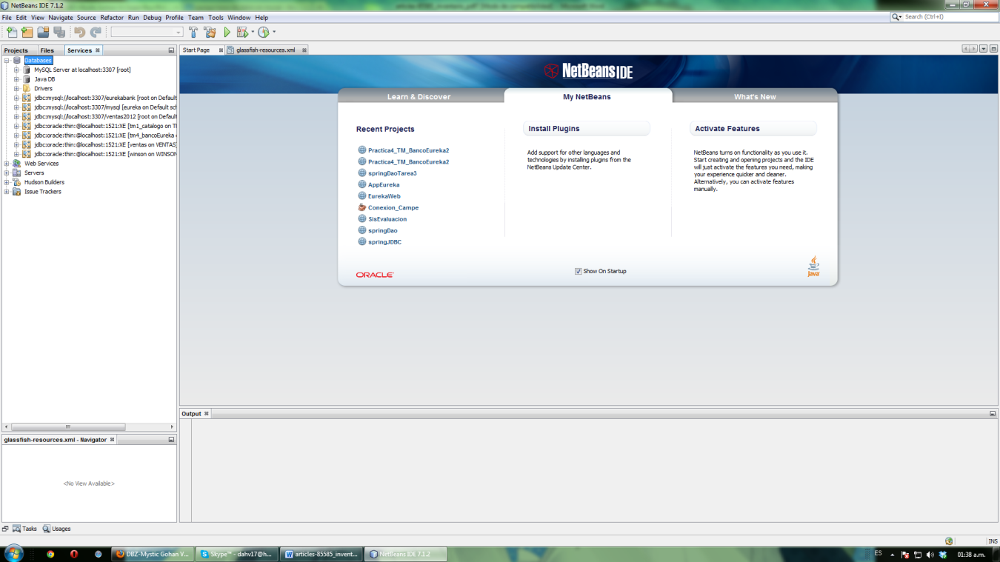 NetBeans IDE 7.1.2
File Edit View Navigate Source Refactor Run Debug Profile Team Tools Window Help
Search (Ctrl+I)
Projects Files Services
Start Page glassfish-resources.xml
Databases
MySQL Server at localhost:3307 [root]
Java DB
Drivers
jdbc:mysql://localhost:3307/eurekabank [root on Default
jdbc:mysql://localhost:3307/mysql [eureka on Default sch
jdbc:mysql://localhost:3307/ventas2012 [root on Default
jdbc:oracle:thin:@localhost:1521:XE [tm1_catalogo on T
jdbc:oracle:thin:@localhost:1521:XE [tm4_bancoEureka
jdbc:oracle:thin:@localhost:1521:XE [ventas on VENTAS
jdbc:oracle:thin:@localhost:1521:XE [winson on WINSON
Web Services
Servers
Hudson Builders
Issue Trackers
NetBeans IDE
Learn & Discover
My NetBeans
What's New
Recent Projects
Practica4_TM_BancoEureka2
Practica4_TM_BancoEureka2
springDaoTarea3
AppEureka
EurekaWeb
Conexion_Campe
SisEvaluacion
springDao
springJDBC
Install Plugins
Add support for other languages and
technologies by installing plugins from the
NetBeans Update Center.
Activate Features
NetBeans turns on functionality as you use it.
Start creating and opening projects and the IDE
will just activate the features you need, making
your experience quicker and cleaner.
Alternatively, you can activate features
manually.
ORACLE
Show On Startup
Java
Output
glassfish-resources.xml - Navigator
<No View Available>
Tasks Usages
INS
DBZ-Mystic Gohan V...
Skype™ - dahv17@h...
articles-85585_invent...
NetBeans IDE 7.1.2
ES
01:38 a.m.